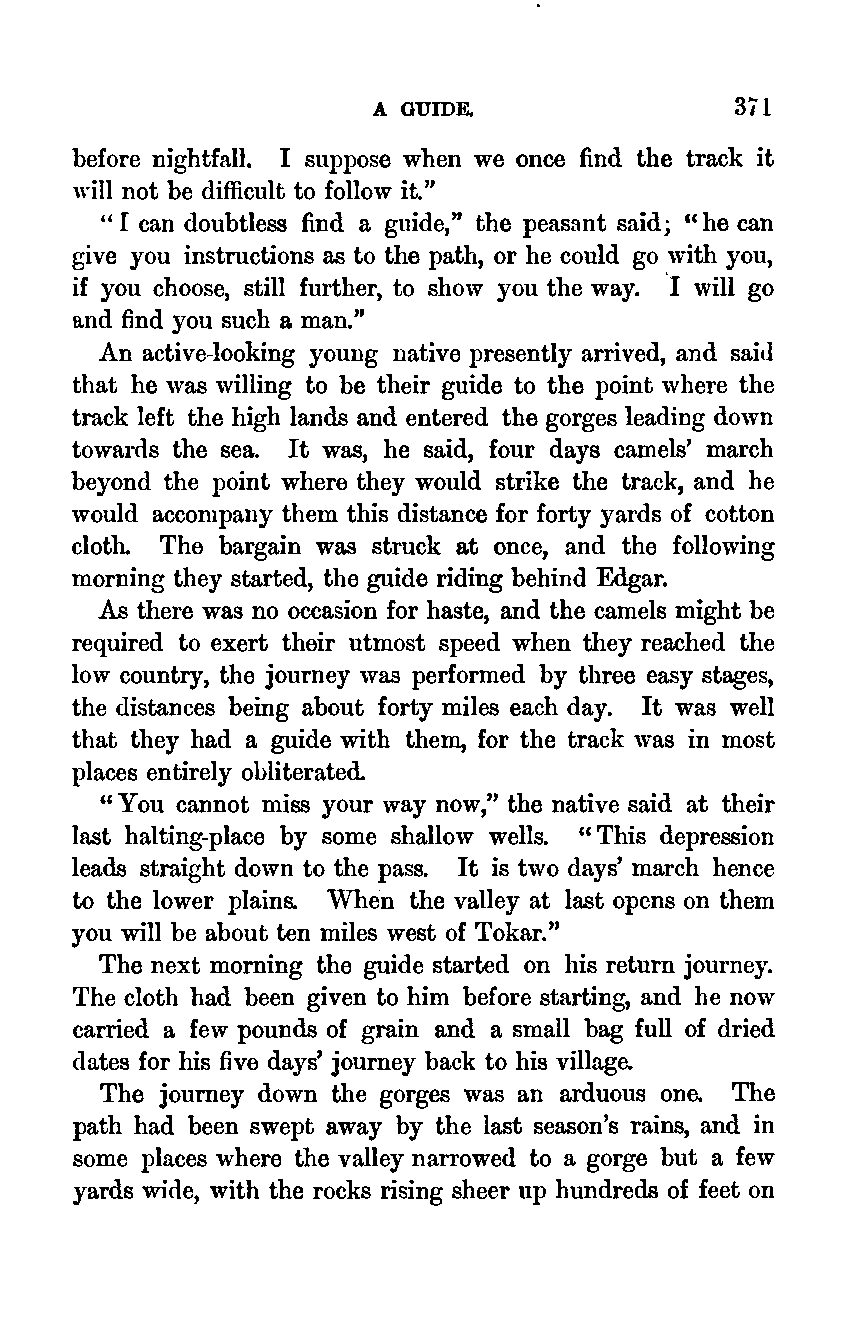 A GUIDE. 371
before nightfall. I suppose when we once find the track it
will not be difficult to follow it."
"I can doubtless find a guide," the peasant said; "he can
give you instructions as to the path, or he could go with you,
if you choose, still further, to show you the way. I will go
and find you such a man."
An active-looking young native presently arrived, and said
that he was willing to be their guide to the point where the
track left the high lands and entered the gorges leading down
towards the sea. It was, he said, four days camels' march
beyond the point where they would strike the track, and he
would accompany them this distance for forty yards of cotton
cloth. The bargain was struck at once, and the following
morning they started, the guide riding behind Edgar.
As there was no occasion for haste, and the camels might be
required to exert their utmost speed when they reached the
low country, the journey was performed by three easy stages,
the distances being about forty miles each day. It was well
that they had a guide with them, for the track was in most
places entirely obliterated.
"You cannot miss your way now," the native said at their
last halting-place by some shallow wells. "This depression
leads straight down to the pass. It is two days' march hence
to the lower plains. When the valley at last opens on them
you will be about ten miles west of Tokar."
The next morning the guide started on his return journey.
The cloth had been given to him before starting, and he now
carried a few pounds of grain and a small bag full of dried
dates for his five days' journey back to his village.
The journey down the gorges was an arduous one. The
path had been swept away by the last season's rains, and in
some places where the valley narrowed to a gorge but a few
yards wide, with the rocks rising sheer up hundreds of feet on